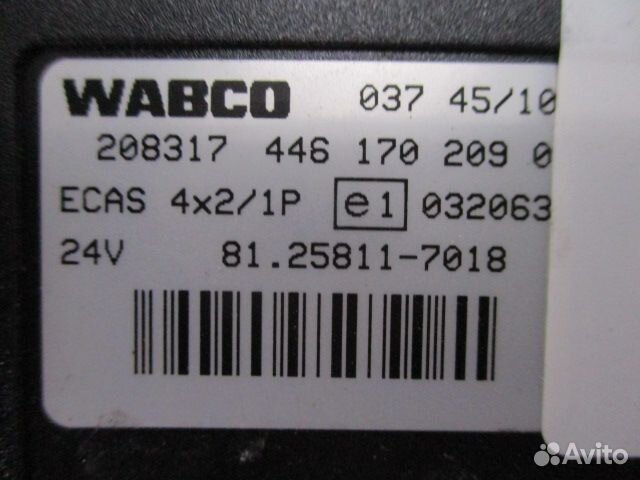 WABCO 037 45/10
208317 446 170 209 0
ECAS 4x2/1P e1 032063
24V 81.25811-7018
Avito